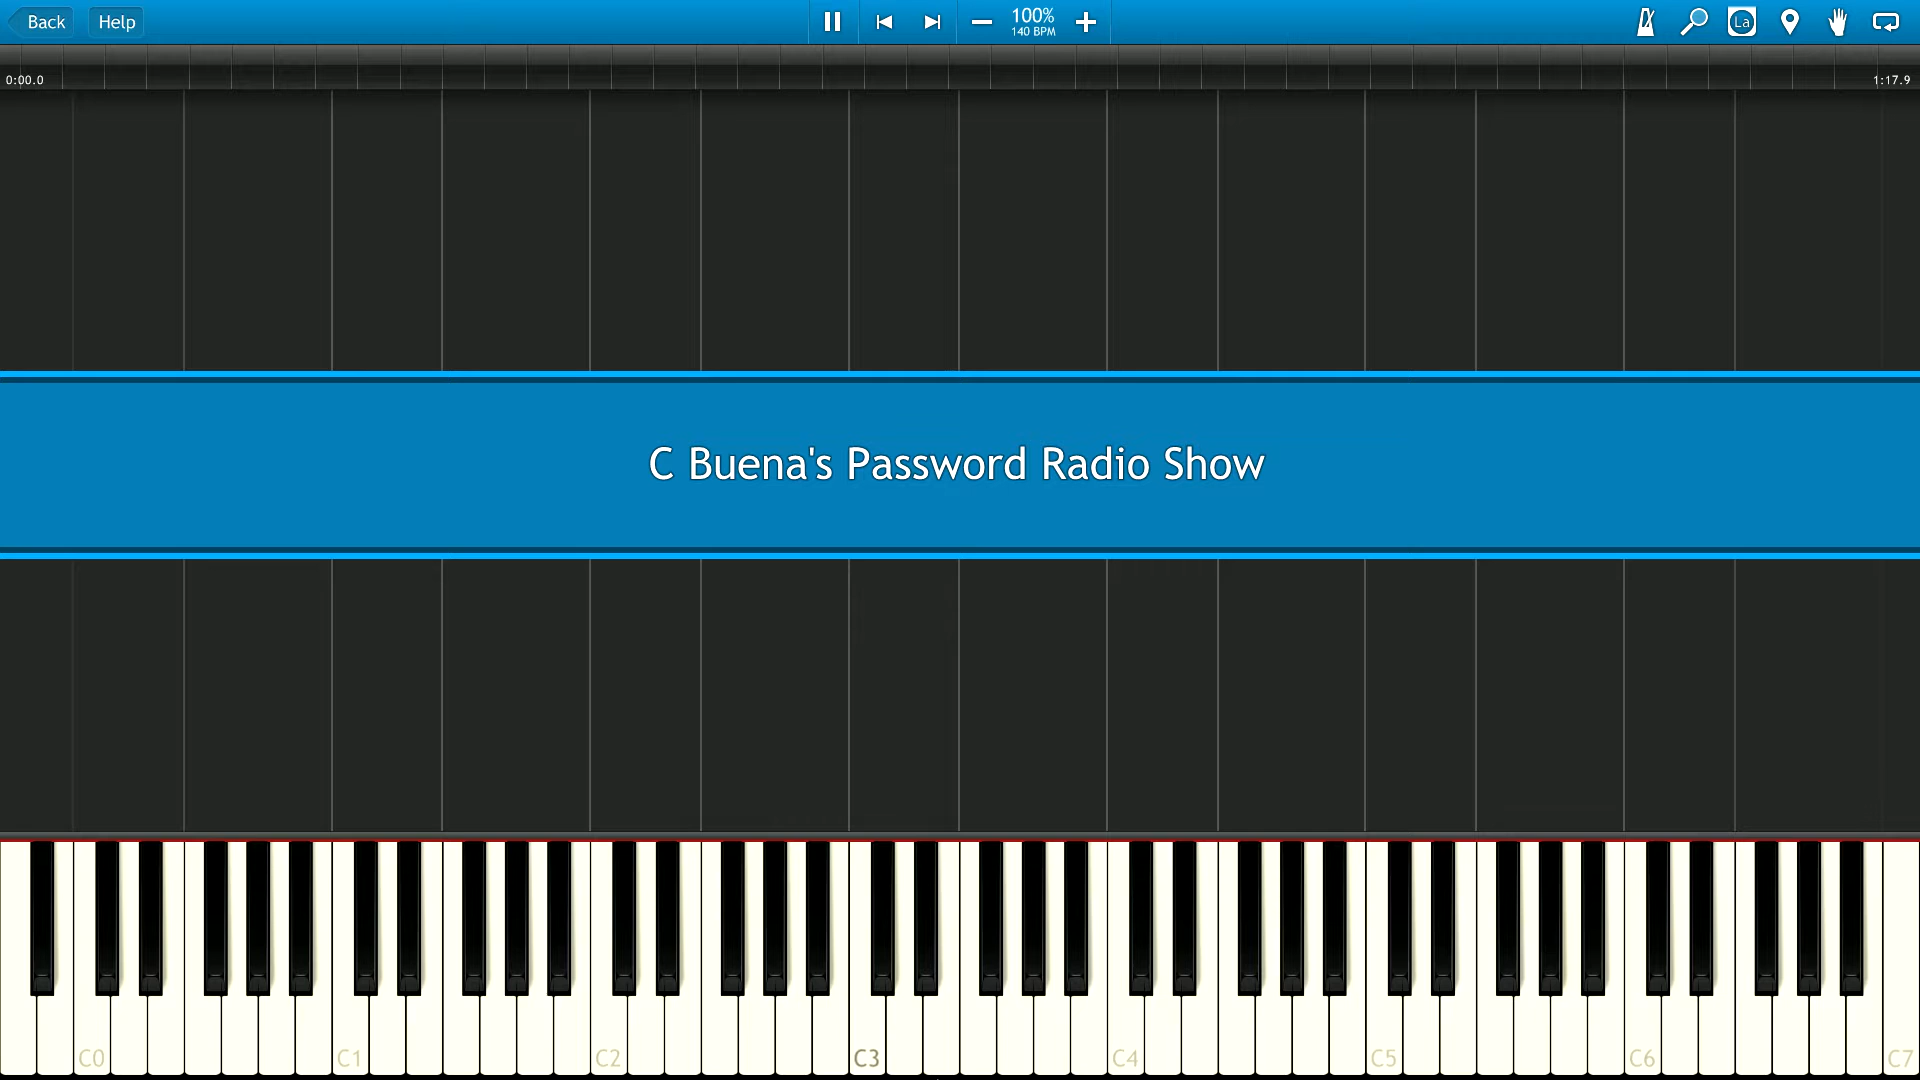 Back
Help
100%
140 BPM
La
0:00.0
1:17.9
C Buena's Password Radio Show
C0
C1
C2
C3
C4
C5
C6
C7